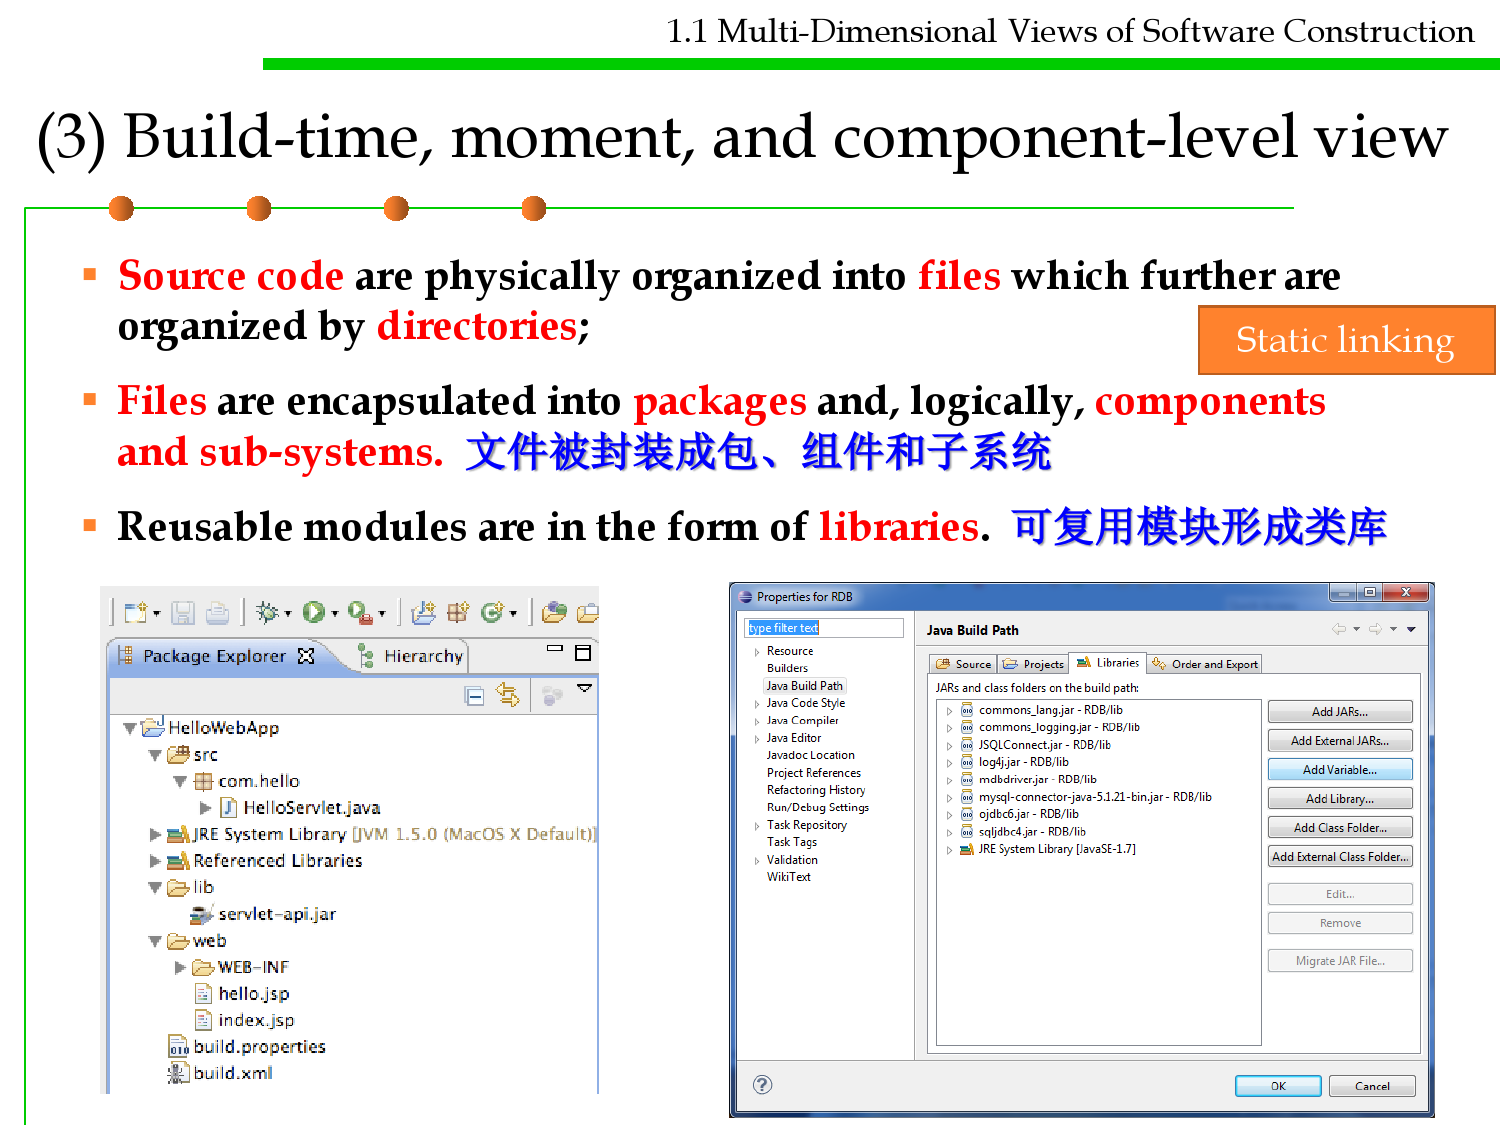 1.1 Multi-Dimensional Views of Software Construction
(3) Build-time, moment, and component-level view
Source code are physically organized into files which further are
organized by directories;
Static linking
Files are encapsulated into packages and, logically, components
and sub-systems. 文件被封装成包、组件和子系统
Reusable modules are in the form of libraries. 可复用模块形成类库
Package Explorer
Hierarchy
HelloWebApp
src
com.hello
HelloServlet.java
JRE System Library [JVM 1.5.0 (MacOS X Default)]
Referenced Libraries
lib
servlet-api.jar
web
WEB-INF
hello.jsp
index.jsp
build.properties
build.xml
Properties for RDB
type filter text
Resource
Builders
Java Build Path
Java Code Style
Java Compiler
Java Editor
Javadoc Location
Project References
Refactoring History
Run/Debug Settings
Task Repository
Task Tags
Validation
WikiText
Java Build Path
Source
Projects
Libraries
Order and Export
JARs and class folders on the build path:
commons_lang.jar - RDB/lib
commons_logging.jar - RDB/lib
JSQLConnect.jar - RDB/lib
log4j.jar - RDB/lib
mdbdriver.jar - RDB/lib
mysql-connector-java-5.1.21-bin.jar - RDB/lib
ojdbc6.jar - RDB/lib
sqljdbc4.jar - RDB/lib
JRE System Library [JavaSE-1.7]
Add JARs...
Add External JARs...
Add Variable...
Add Library...
Add Class Folder...
Add External Class Folder...
Edit...
Remove
Migrate JAR File...
OK
Cancel